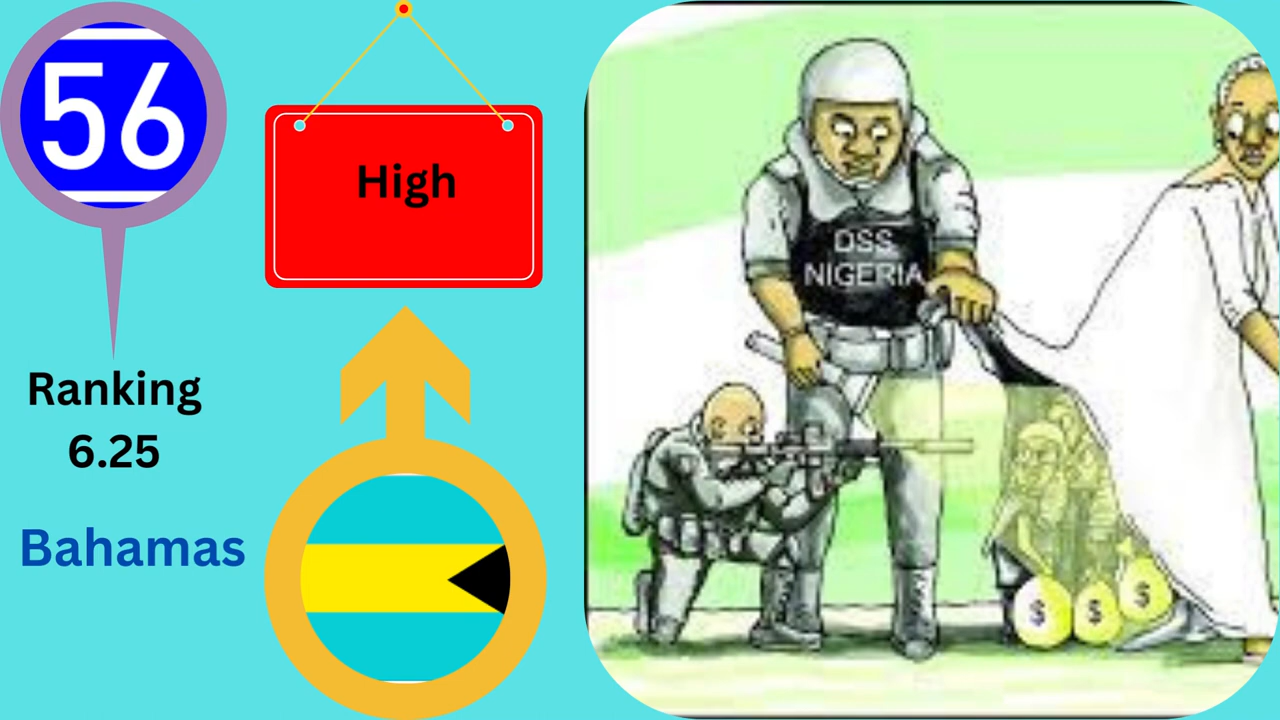 56
High
Ranking
6.25
Bahamas
DSS
NIGERIA
$
$
$